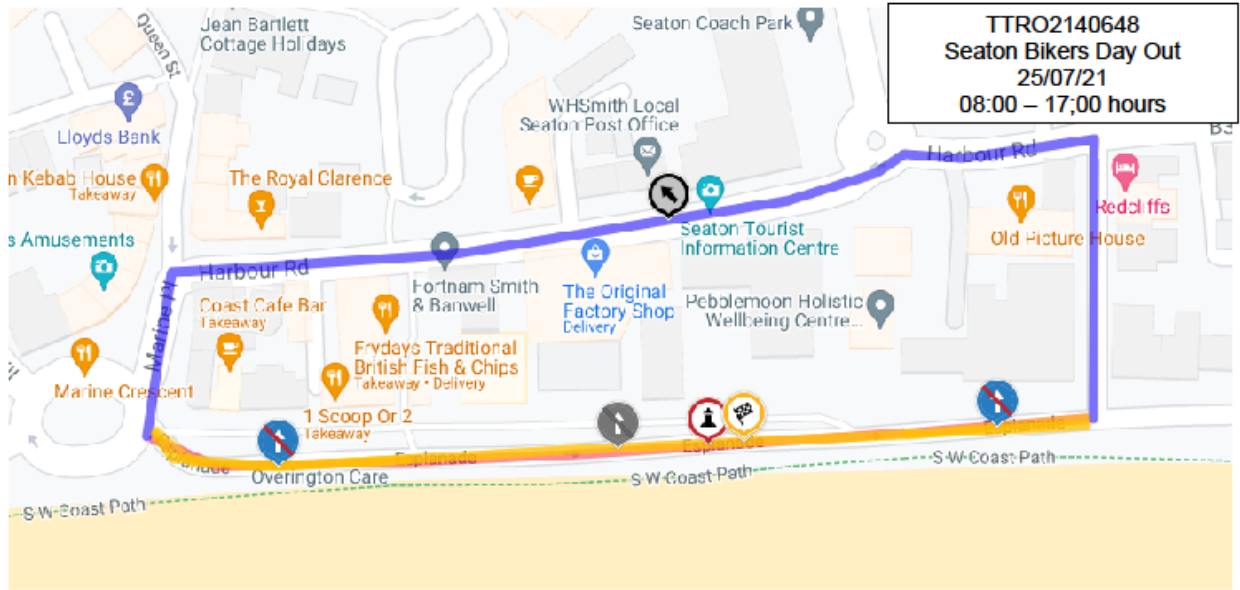 TTRO2140648
Seaton Bikers Day Out
25/07/21
08:00 – 17;00 hours
Queen St
Jean Bartlett
Cottage Holidays
Seaton Coach Park
£
Lloyds Bank
WHSmith Local
Seaton Post Office
B3
Harbour Rd
n Kebab House
Takeaway
The Royal Clarence
Redcliffs
s Amusements
Seaton Tourist
Information Centre
Old Picture House
Harbour Rd
Fortnam Smith
& Banwell
The Original
Factory Shop
Delivery
Pebblemoon Holistic
Wellbeing Centre...
Marine Pl
Coast Cafe Bar
Takeaway
Frydays Traditional
British Fish & Chips
Takeaway • Delivery
Marine Crescent
1 Scoop Or 2
Takeaway
Esplanade
Esplanade
Esplanade
Overington Care
S W Coast Path
S W Coast Path
S W Coast Path